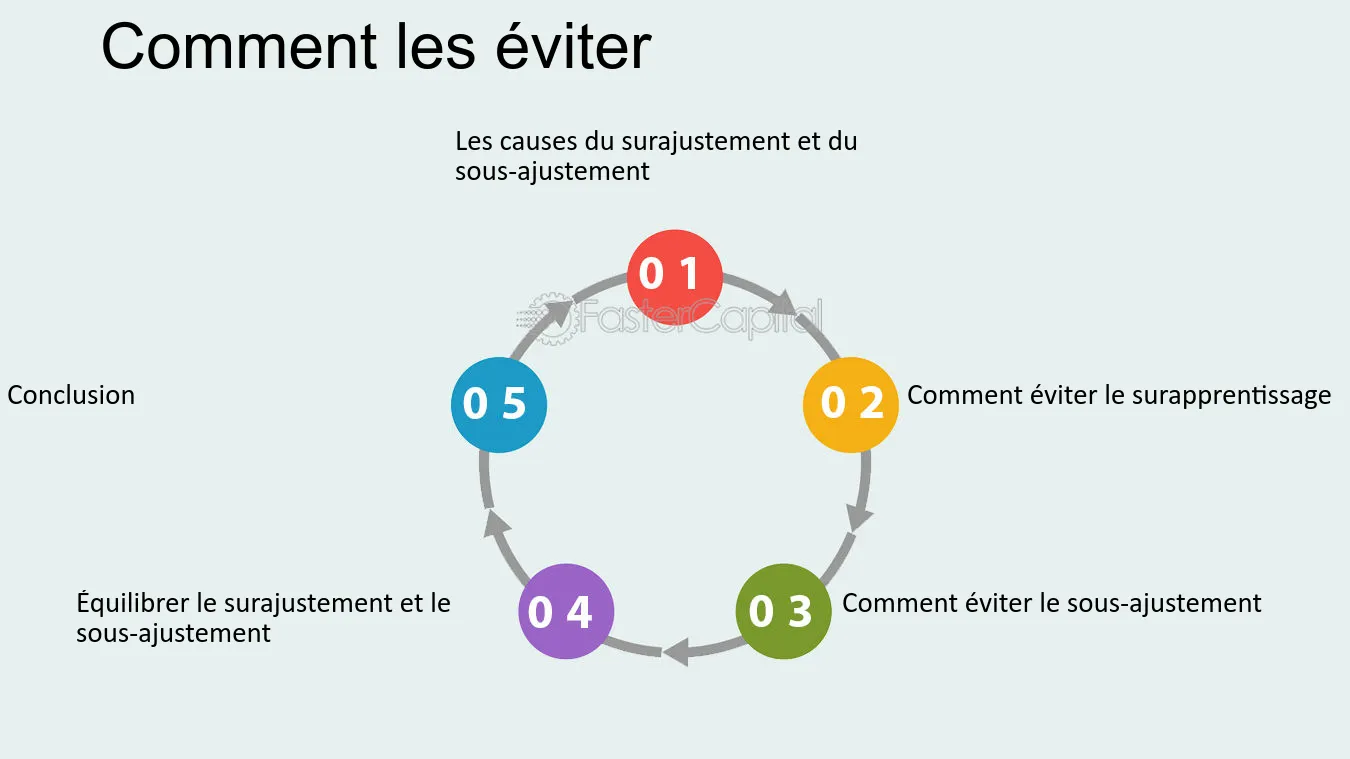 Comment les éviter
Les causes du surajustement et du
sous-ajustement
0 1
FasterCapital
0 2
Comment éviter le surapprentissage
0 3
Comment éviter le sous-ajustement
0 4
Équilibrer le surajustement et le
sous-ajustement
0 5
Conclusion